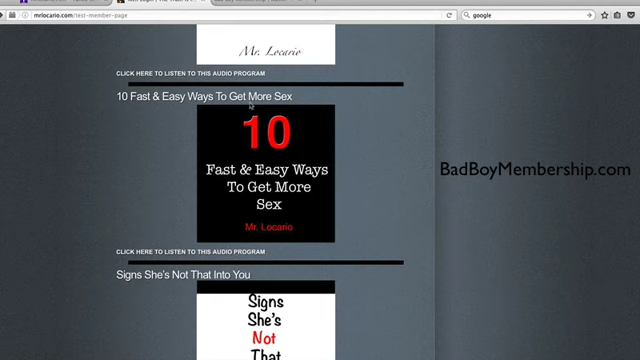 mrlocario.com/test-member-page
google
Mr. Locario
CLICK HERE TO LISTEN TO THIS AUDIO PROGRAM
10 Fast & Easy Ways To Get More Sex
10
Fast & Easy Ways
To Get More
Sex
Mr. Locario
BadBoyMembership.com
CLICK HERE TO LISTEN TO THIS AUDIO PROGRAM
Signs She's Not That Into You
Signs
She's
Not
That